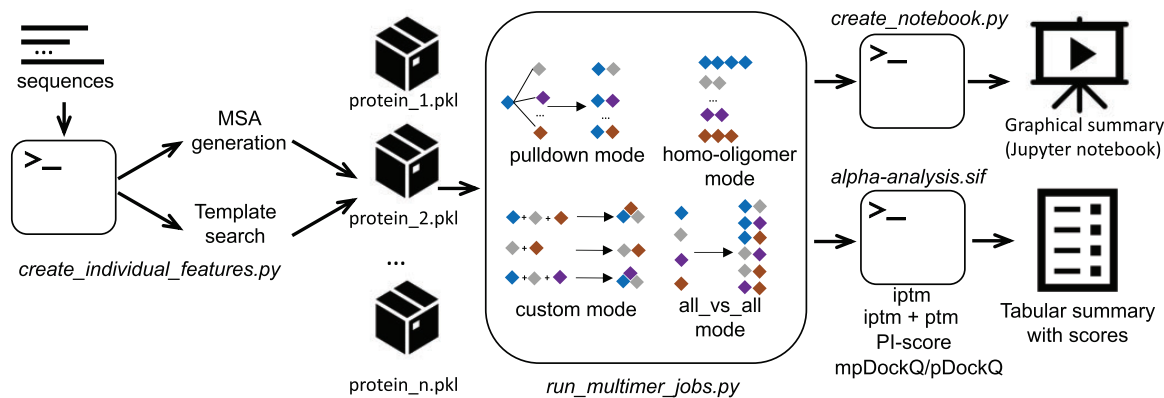 sequences
>_
create_individual_features.py
MSA
generation
Template
search
protein_1.pkl
protein_2.pkl
...
protein_n.pkl
...
...
pulldown mode
...
homo-oligomer
mode
+ +
+
+ +
custom mode
all_vs_all
mode
run_multimer_jobs.py
create_notebook.py
>_
Graphical summary
(Jupyter notebook)
alpha-analysis.sif
>_
iptm
iptm + ptm
PI-score
mpDockQ/pDockQ
Tabular summary
with scores